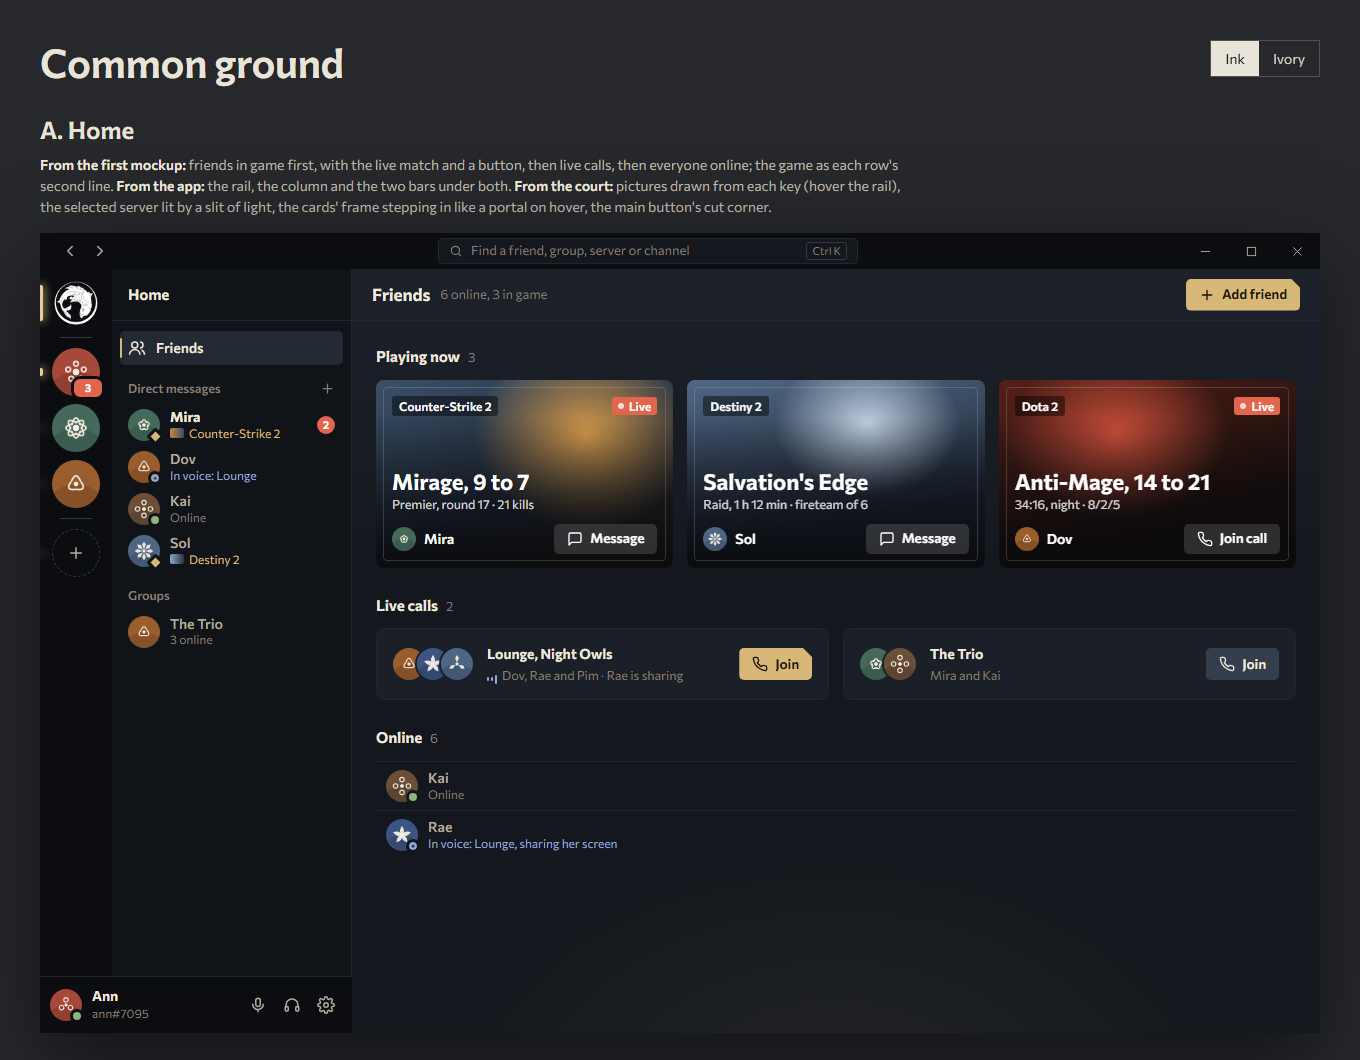 Common ground
Ink
Ivory
A. Home
From the first mockup: friends in game first, with the live match and a button, then live calls, then everyone online; the game as each row's
second line. From the app: the rail, the column and the two bars under both. From the court: pictures drawn from each key (hover the rail),
the selected server lit by a slit of light, the cards' frame stepping in like a portal on hover, the main button's cut corner.
Find a friend, group, server or channel
Ctrl K
Home
Friends
6 online, 3 in game
Add friend
3
Friends
Direct messages
Mira
Counter-Strike 2
2
Dov
In voice: Lounge
Kai
Online
Sol
Destiny 2
Groups
The Trio
3 online
Playing now 3
Counter-Strike 2
Live
Mirage, 9 to 7
Premier, round 17 · 21 kills
Mira
Message
Destiny 2
Salvation's Edge
Raid, 1 h 12 min · fireteam of 6
Sol
Message
Dota 2
Live
Anti-Mage, 14 to 21
34:16, night · 8/2/5
Dov
Join call
Live calls 2
Lounge, Night Owls
Dov, Rae and Pim · Rae is sharing
Join
The Trio
Mira and Kai
Join
Online 6
Kai
Online
Rae
In voice: Lounge, sharing her screen
Ann
ann#7095